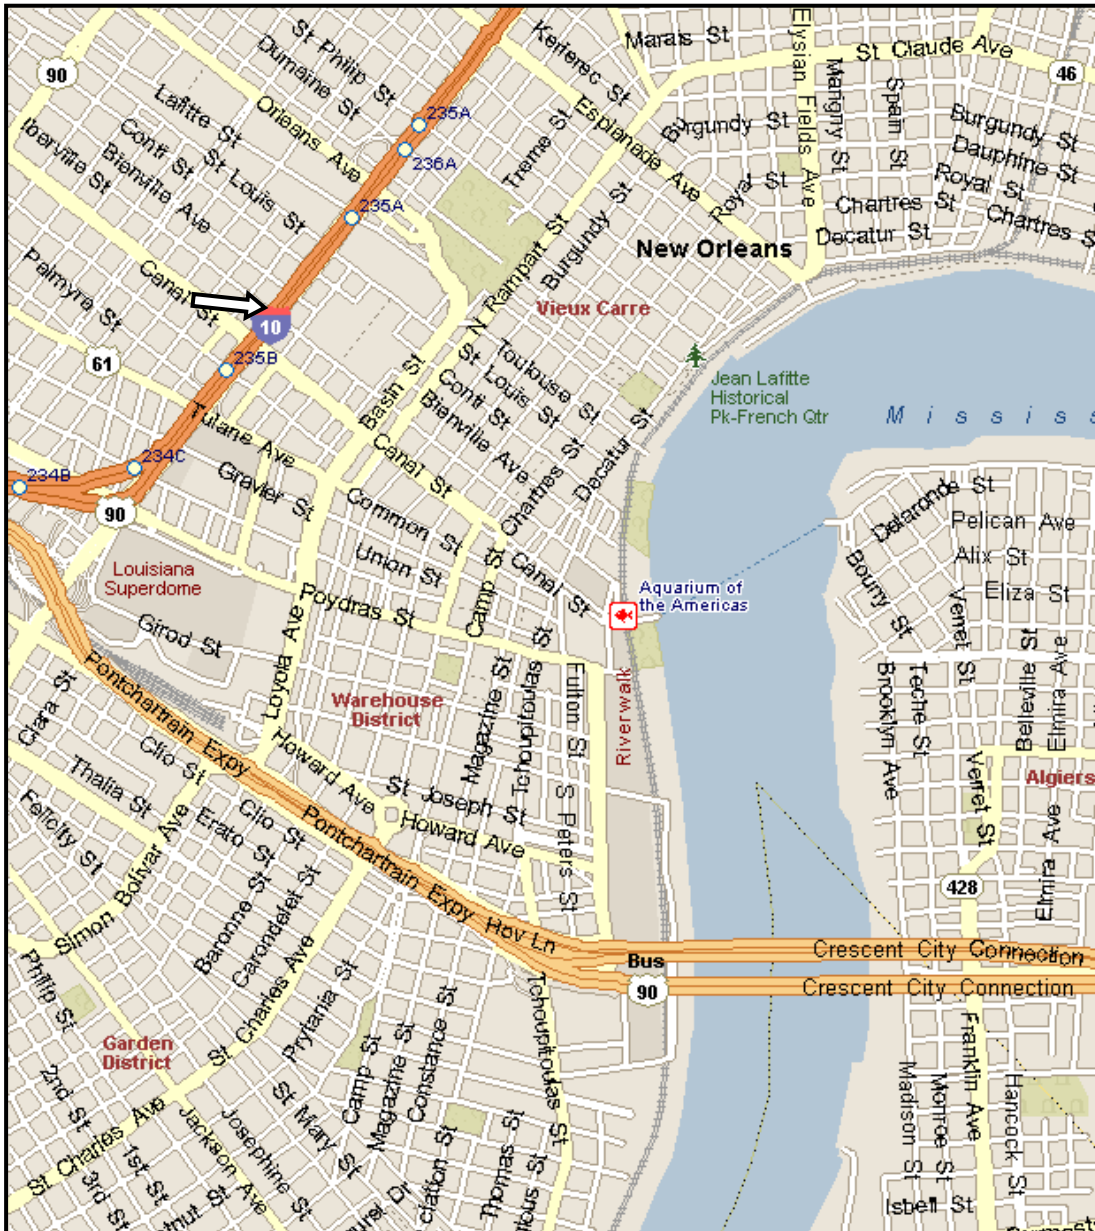 St Philip St
Dumaine St
Kerlerec St
Marais St
Elysian Fields Ave
St Claude Ave
90
46
Lafitte St
Orleans Ave
235A
Esplanade Ave
Marigny St
Spain St
Burgundy St
Burgundy St
Iberville St
Conti St
Bienville Ave
St Louis St
236A
Treme St
Dauphine St
Royal St
Royal St
235A
Chartres St
Chartres S
Decatur St
Palmyra St
Canal St
N Rampart St
Burgundy St
New Orleans
Vieux Carre
10
61
235B
Basin St
Toulouse St
St Louis St
Conti St
Bienville Ave
Jean Lafitte
Historical
Pk-French Qtr
M i s s i s s
Tulane Ave
Canal St
Chartres St
Decatur St
234B
234C
Gravier St
90
Common St
Union St
Camp St
Canal St
Delaronde St
Pelican Ave
Alix St
Eliza St
Bouny St
Verret St
Louisiana
Superdome
Girod St
Poydras St
Loyola Ave
Aquarium of
the Americas
Riverwalk
Brooklyn Ave
Teche St
Belleville St
Elmira Ave
Clara St
Pontchartrain Expy
Warehouse
District
Magazine St
Tchoupitoulas St
Fulton St
Algiers
Verret St
Clio St
Thalia St
Felicity St
Howard Ave
St Joseph St
Howard Ave
S Peters St
Elmira Ave
428
Erato St
Clio St
Simon Bolivar Ave
Baronne St
Carondelet St
Pontchartrain Expy Hov Ln
Crescent City Connection
Bus
90
Crescent City Connection
Philip St
St Charles Ave
Prytania St
Garden
District
Camp St
Magazine St
Constance St
Tchoupitoulas St
Franklin Ave
Madison St
Monroe St
Hancock St
2nd St
1st St
3rd St
St Charles Ave
Jackson Ave
Josephine St
St Mary St
Thomas St
Isbell St